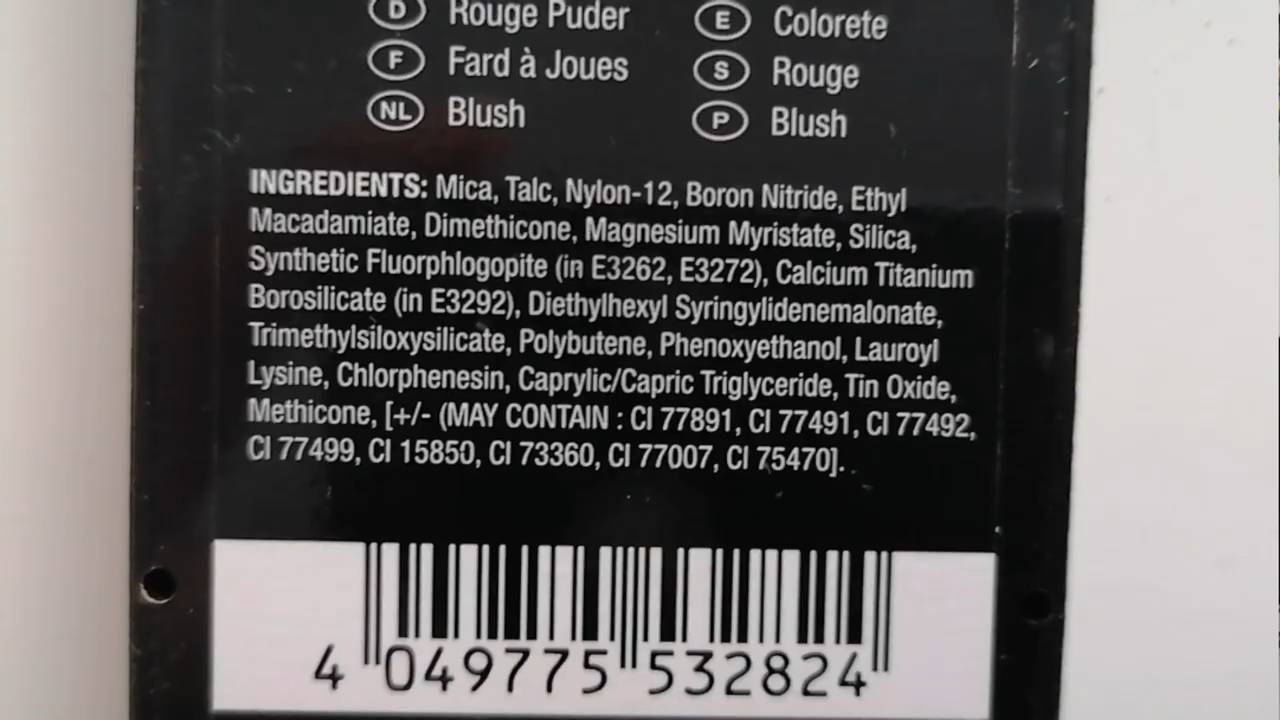 D Rouge Puder E Colorete
F Fard à Joues S Rouge
NL Blush P Blush
INGREDIENTS: Mica, Talc, Nylon-12, Boron Nitride, Ethyl
Macadamiate, Dimethicone, Magnesium Myristate, Silica,
Synthetic Fluorphlogopite (in E3262, E3272), Calcium Titanium
Borosilicate (in E3292), Diethylhexyl Syringylidenemalonate,
Trimethylsiloxysilicate, Polybutene, Phenoxyethanol, Lauroyl
Lysine, Chlorphenesin, Caprylic/Capric Triglyceride, Tin Oxide,
Methicone, [+/- (MAY CONTAIN : CI 77891, CI 77491, CI 77492,
CI 77499, CI 15850, CI 73360, CI 77007, CI 75470].
4 049775 532824